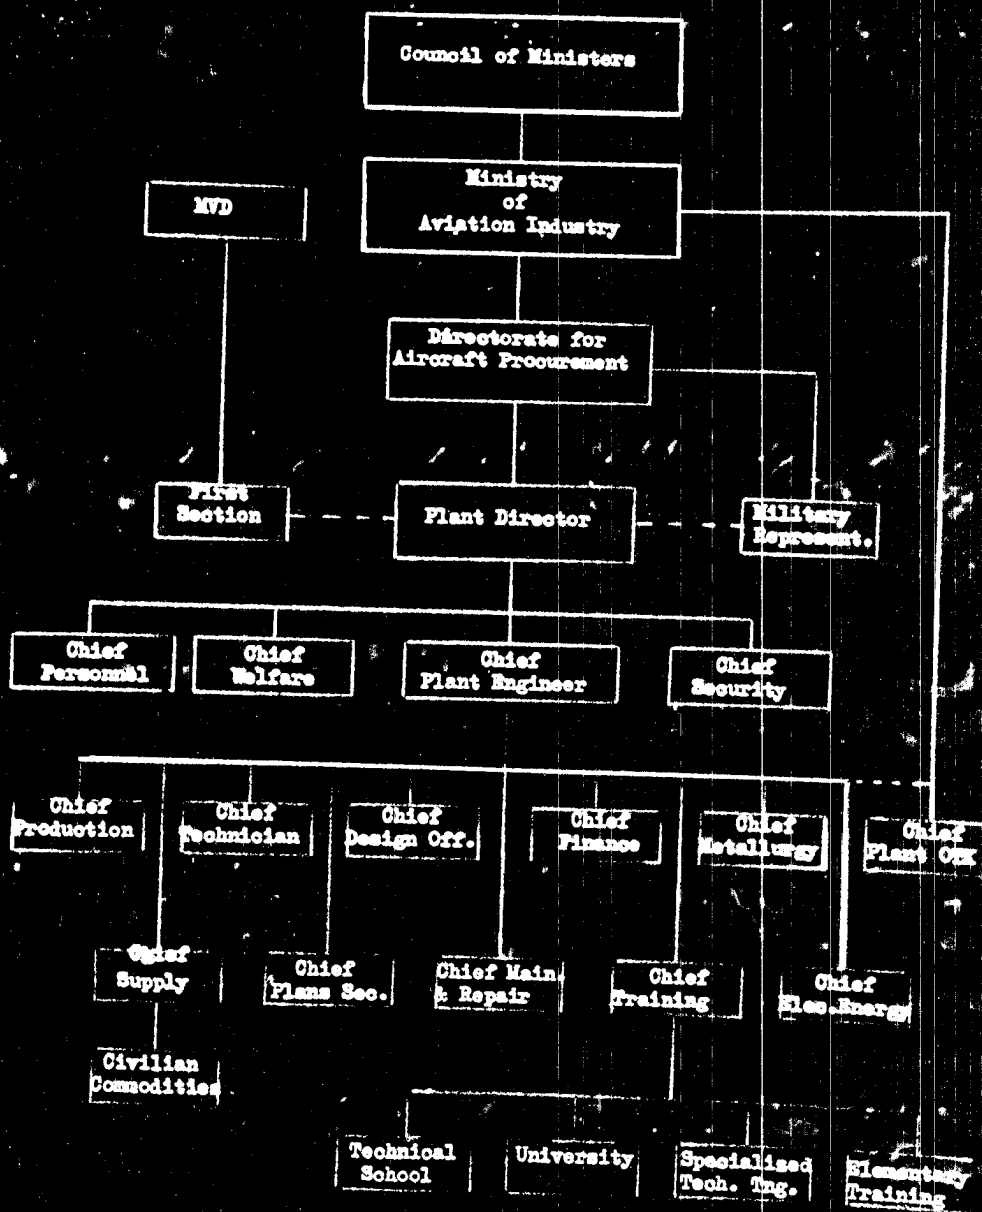 Council of Ministers
Ministry
of
Aviation Industry
MVD
Directorate for
Aircraft Procurement
First
Section
Plant Director
Military
Represent.
Chief
Personnel
Chief
Welfare
Chief
Plant Engineer
Chief
Security
Chief
Production
Chief
Technician
Chief
Design Off.
Chief
Finance
Chief
Metallurgy
Chief
Plant OTK
Chief
Supply
Chief
Plans Sec.
Chief Main.
& Repair
Chief
Training
Chief
Elec.Energy
Civilian
Commodities
Technical
School
University
Specialized
Tech. Tng.
Elementary
Training